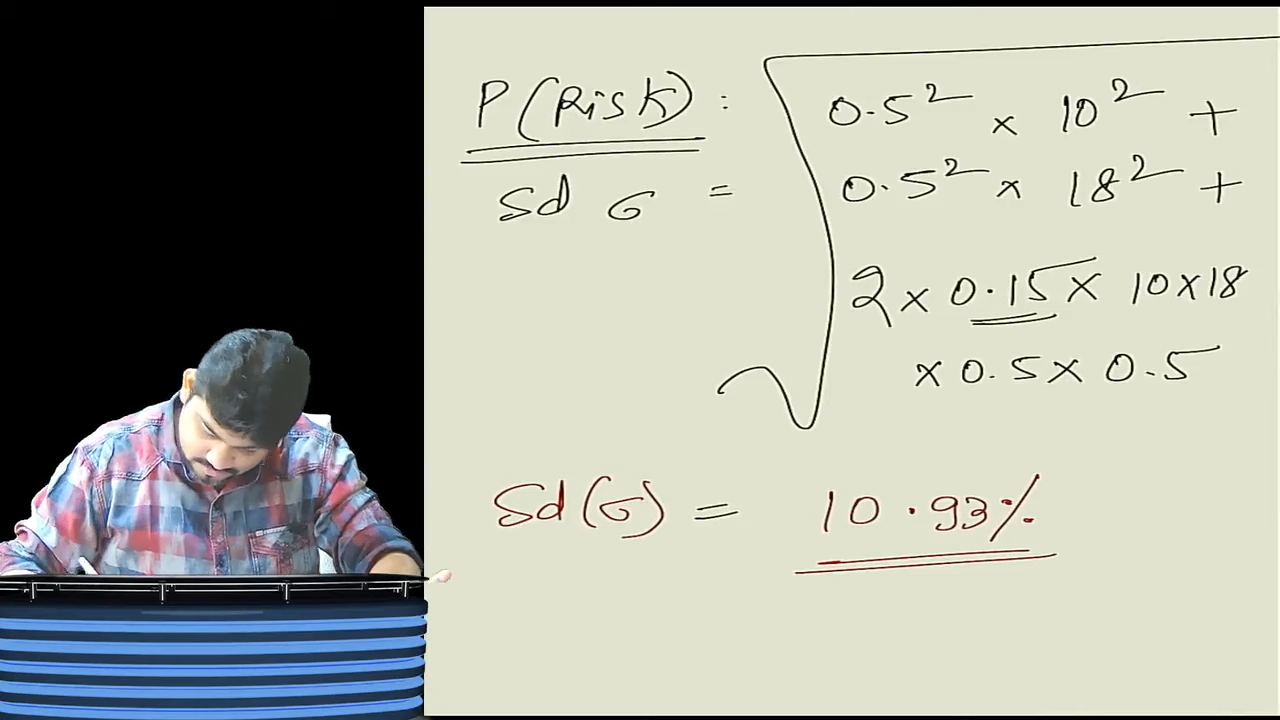 P(Risk) :
Sd σ = √ 0.5² × 10² +
0.5² × 18² +
2 × 0.15 × 10×18
× 0.5 × 0.5
Sd(σ) = 10.93%